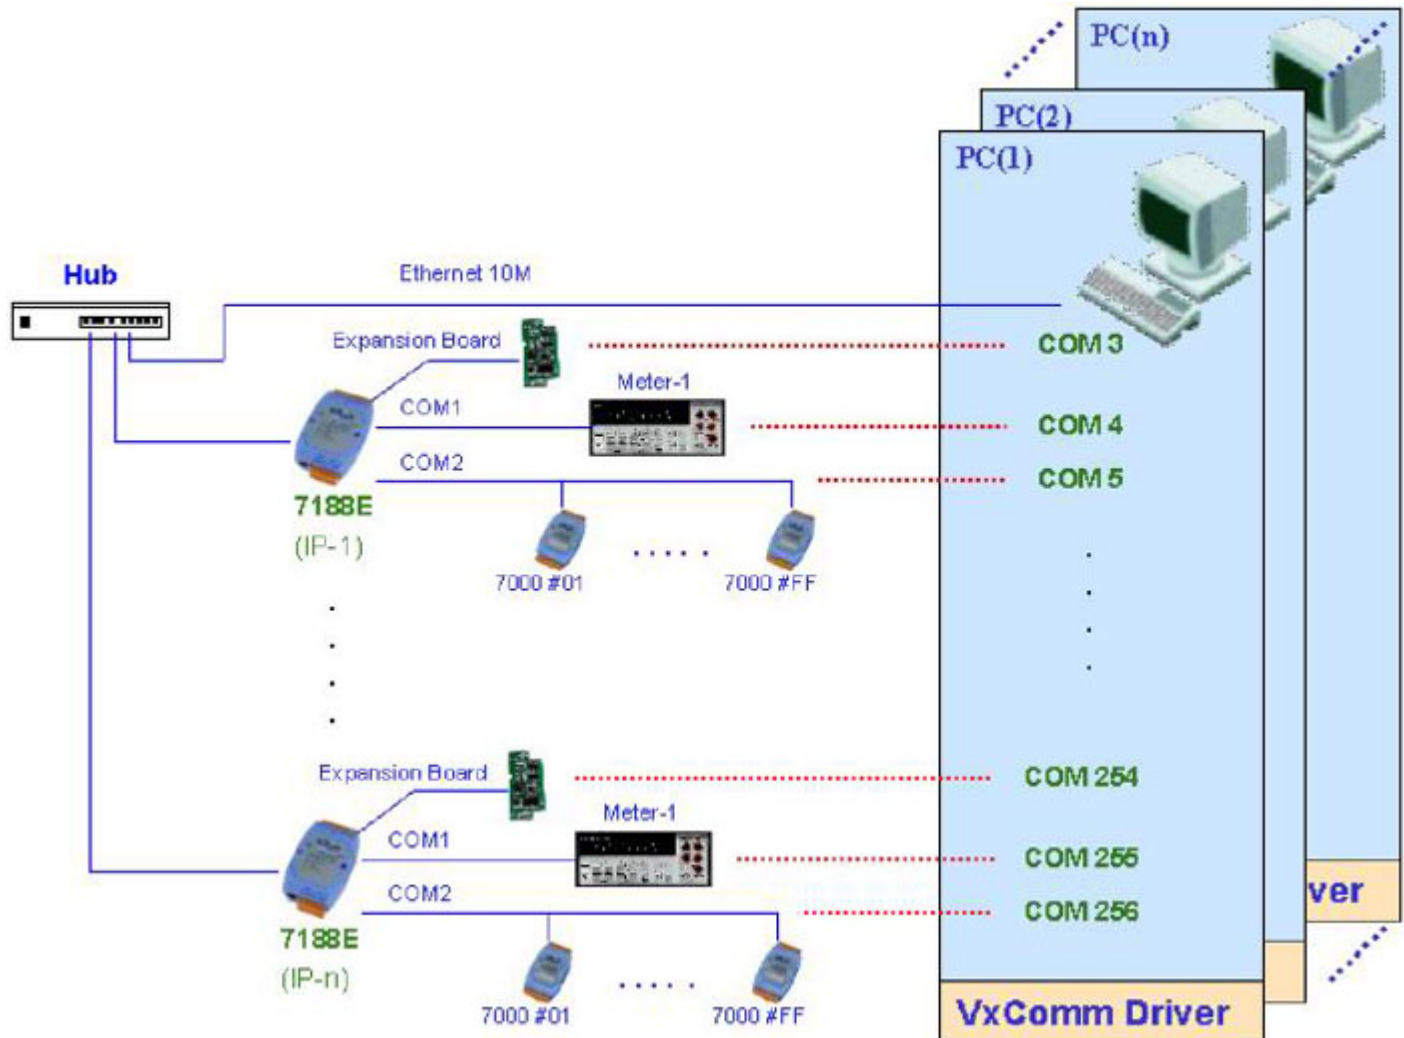 PC(n)
PC(2)
PC(1)
Hub
Ethernet 10M
Expansion Board
COM 3
Meter-1
COM1
COM 4
COM2
COM 5
7188E
(IP-1)
7000 #01
7000 #FF
Expansion Board
COM 254
Meter-1
COM1
COM 255
COM2
COM 256
ver
7188E
(IP-n)
7000 #01
7000 #FF
VxComm Driver